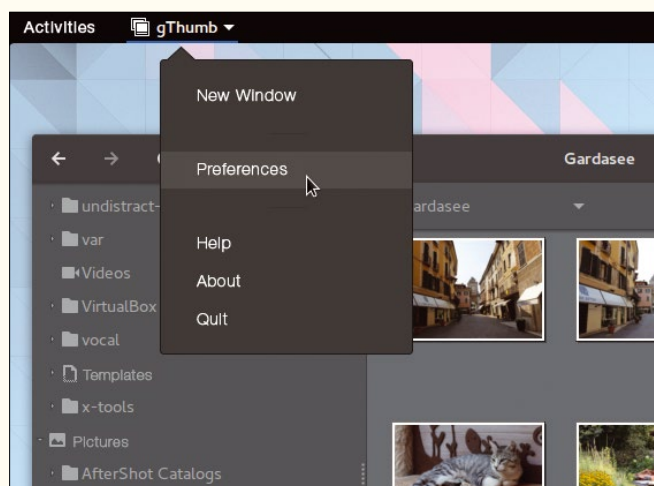 Activities gThumb
New Window
Preferences
Gardasee
undistract-
ardasee
var
Help
Videos
About
VirtualBox
Quit
vocal
Templates
x-tools
Pictures
AfterShot Catalogs